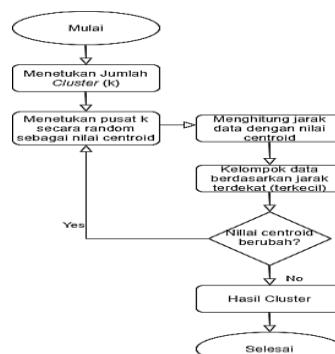 Mulai
Menetukan Jumlah
Cluster (k)
Menetukan pusat k
secara random
sebagai nilai centroid
Menghitung jarak
data dengan nilai
centroid
Kelompok data
berdasarkan jarak
terdekat (terkecil)
Yes
Nillai centroid
berubah?
No
Hasil Cluster
Selesai